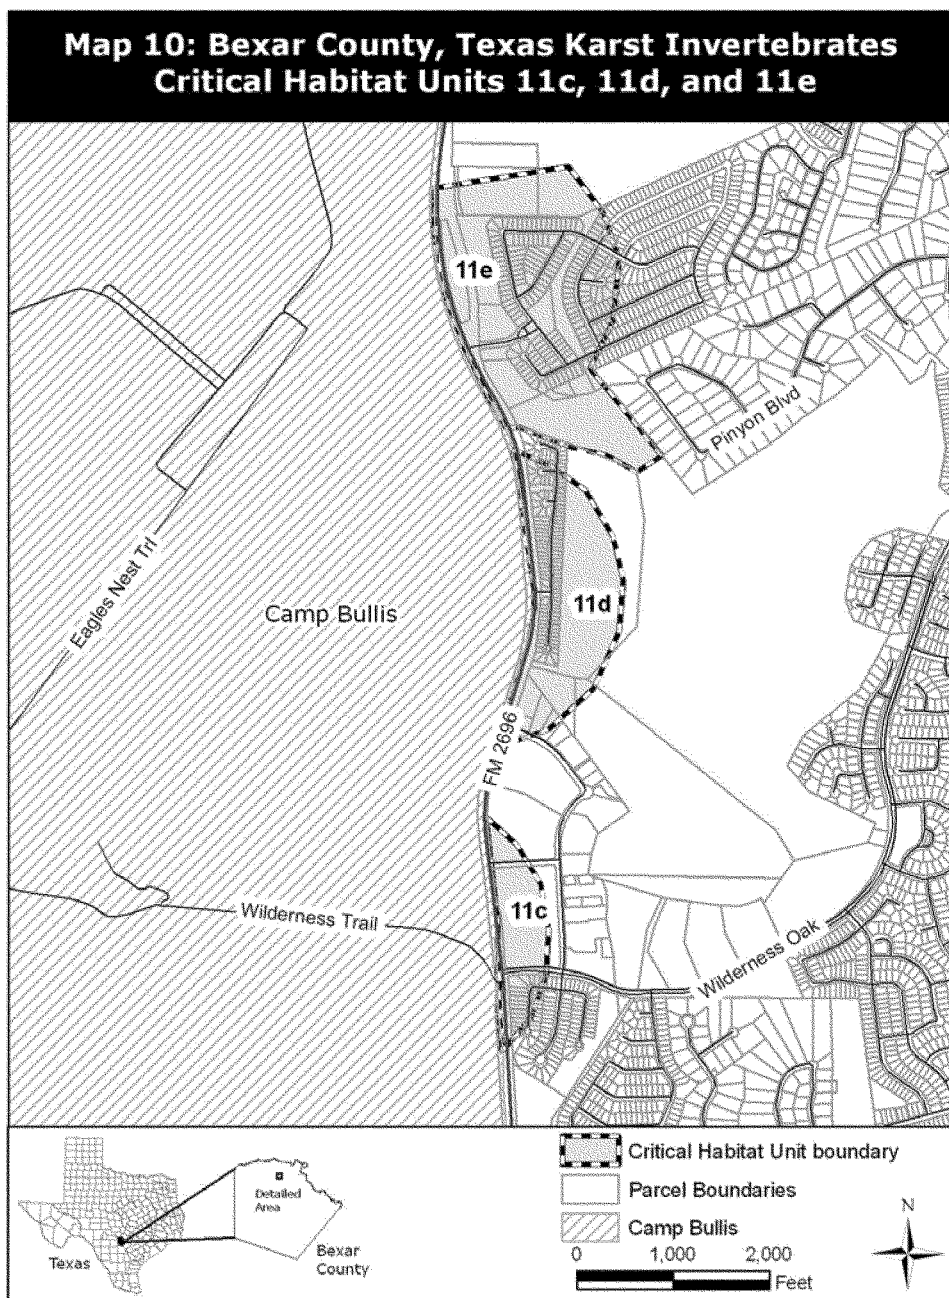 Map 10: Bexar County, Texas Karst Invertebrates
Critical Habitat Units 11c, 11d, and 11e
11e
Pinyon Blvd
Eagles Nest Trl
Camp Bullis
11d
FM 2696
11c
Wilderness Trail
Wilderness Oak
Critical Habitat Unit boundary
Parcel Boundaries
Camp Bullis
0 1,000 2,000
Feet
N
Detailed
Area
Texas
Bexar
County